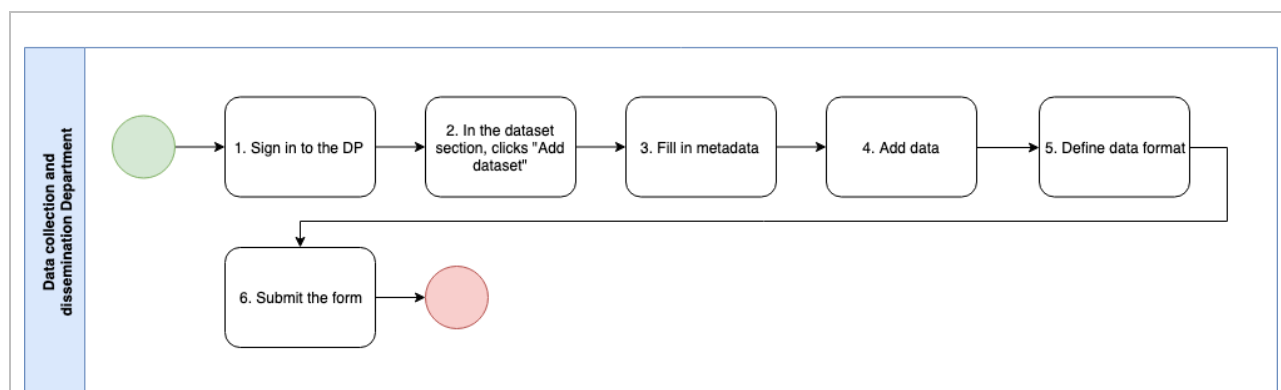 Data collection and
dissemination Department
1. Sign in to the DP
2. In the dataset
section, clicks "Add
dataset"
3. Fill in metadata
4. Add data
5. Define data format
6. Submit the form